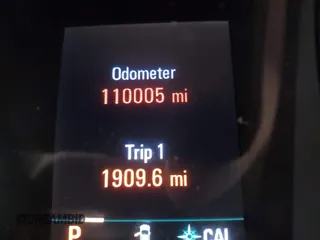 Odometer
110005 mi
Trip 1
1909.6 mi
P CAL